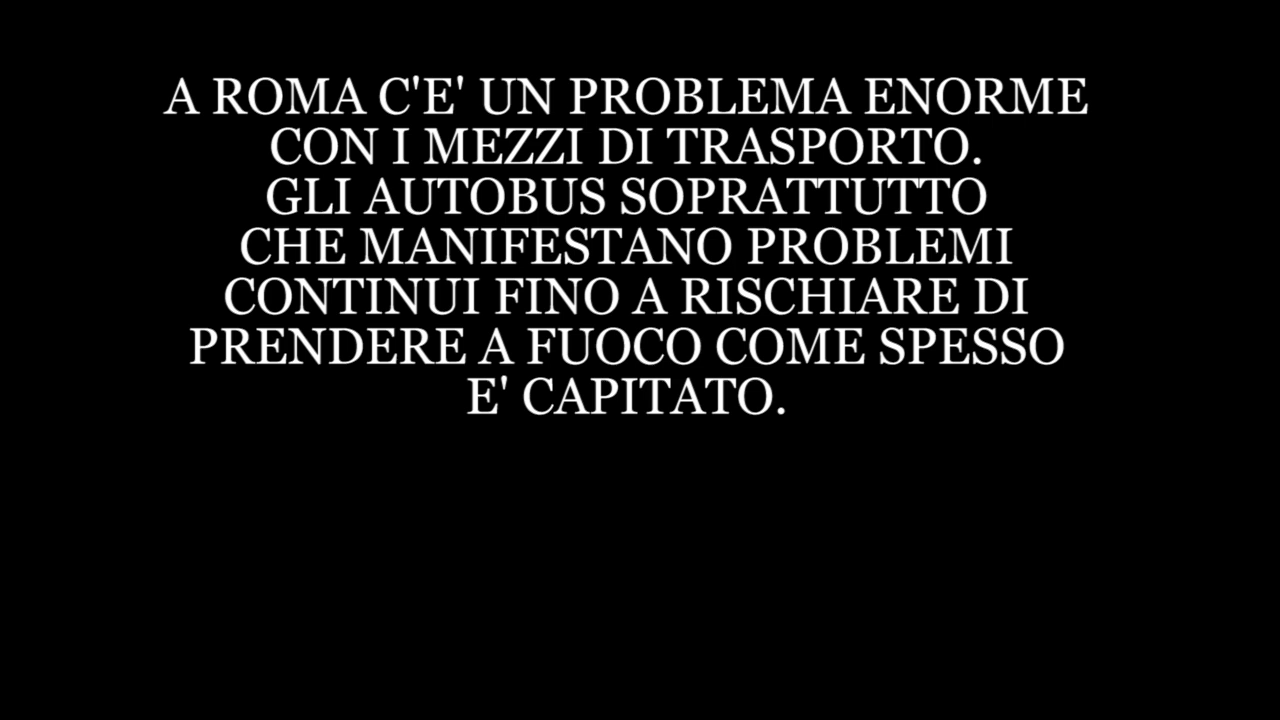 A ROMA C'E' UN PROBLEMA ENORME
CON I MEZZI DI TRASPORTO.
GLI AUTOBUS SOPRATTUTTO
CHE MANIFESTANO PROBLEMI
CONTINUI FINO A RISCHIARE DI
PRENDERE A FUOCO COME SPESSO
E' CAPITATO.